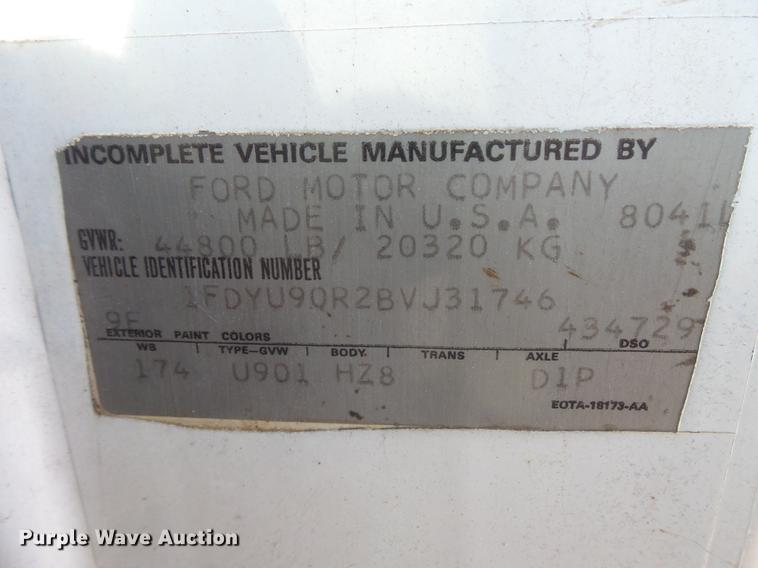 INCOMPLETE VEHICLE MANUFACTURED BY
FORD MOTOR COMPANY
MADE IN U.S.A. 8041L
GVWR: 44800 LB/ 20320 KG
VEHICLE IDENTIFICATION NUMBER
1FDYU90R2BVJ31746
9E 434729
EXTERIOR PAINT COLORS DSO
WB TYPE-GVW BODY TRANS AXLE
174 U901 HZ8 D1P
EOTA-18173-AA
Purple Wave Auction